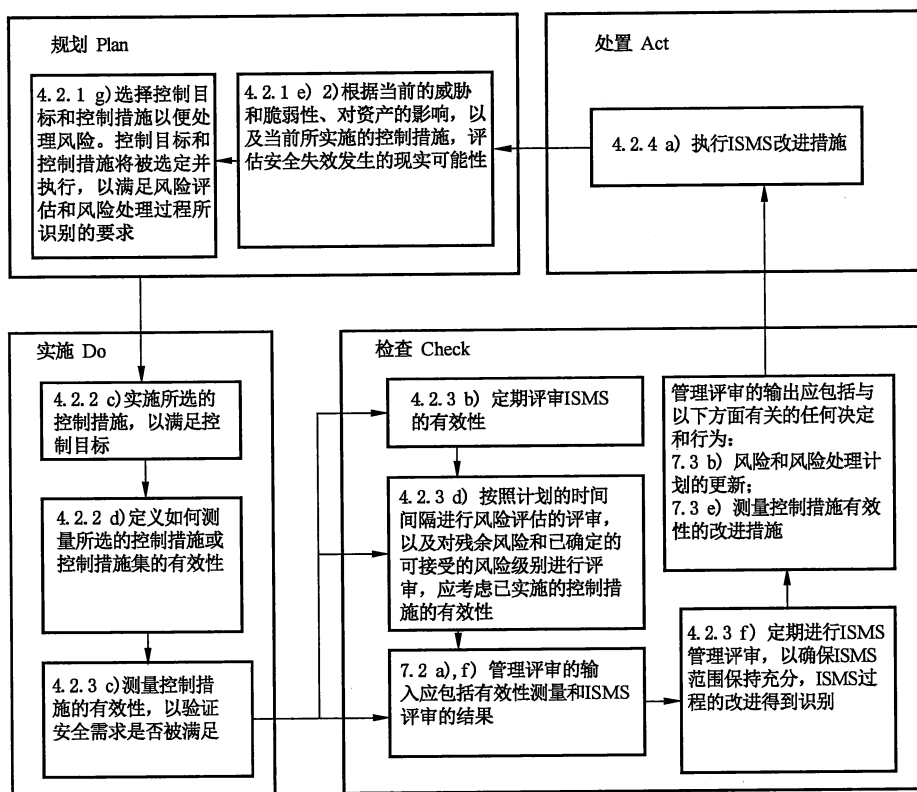 规划 Plan
4.2.1 g)选择控制目
标和控制措施以便处
理风险。控制目标和
控制措施将被选定并
执行，以满足风险评
估和风险处理过程所
识别的要求
4.2.1 e) 2)根据当前的威胁
和脆弱性、对资产的影响，以
及当前所实施的控制措施，评
估安全失效发生的现实可能性
处置 Act
4.2.4 a) 执行ISMS改进措施
实施 Do
4.2.2 c)实施所选的
控制措施，以满足控
制目标
4.2.2 d)定义如何测
量所选的控制措施或
控制措施集的有效性
4.2.3 c)测量控制措
施的有效性，以验证
安全需求是否被满足
检查 Check
4.2.3 b) 定期评审ISMS
的有效性
4.2.3 d) 按照计划的时间
间隔进行风险评估的评审，
以及对残余风险和已确定的
可接受的风险级别进行评
审，应考虑已实施的控制措
施的有效性
7.2 a),f) 管理评审的输
入应包括有效性测量和ISMS
评审的结果
管理评审的输出应包括与
以下方面有关的任何决定
和行为：
7.3 b) 风险和风险处理计
划的更新；
7.3 e) 测量控制措施有效
性的改进措施
4.2.3 f) 定期进行ISMS
管理评审，以确保ISMS
范围保持充分，ISMS过
程的改进得到识别